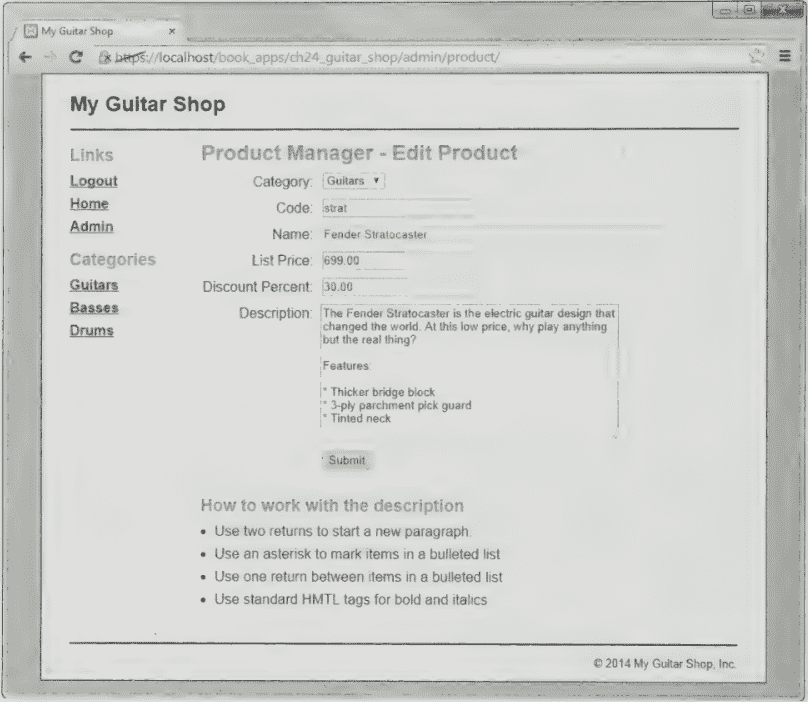 My Guitar Shop
https://localhost/book_apps/ch24_guitar_shop/admin/product/
My Guitar Shop
Links
Logout
Home
Admin
Categories
Guitars
Basses
Drums
Product Manager - Edit Product
Category: Guitars
Code: strat
Name: Fender Stratocaster
List Price: 699.00
Discount Percent: 30.00
Description: The Fender Stratocaster is the electric guitar design that
changed the world. At this low price, why play anything
but the real thing?
Features:
* Thicker bridge block
* 3-ply parchment pick guard
* Tinted neck
Submit
How to work with the description
• Use two returns to start a new paragraph.
• Use an asterisk to mark items in a bulleted list
• Use one return between items in a bulleted list
• Use standard HMTL tags for bold and italics
© 2014 My Guitar Shop, Inc.